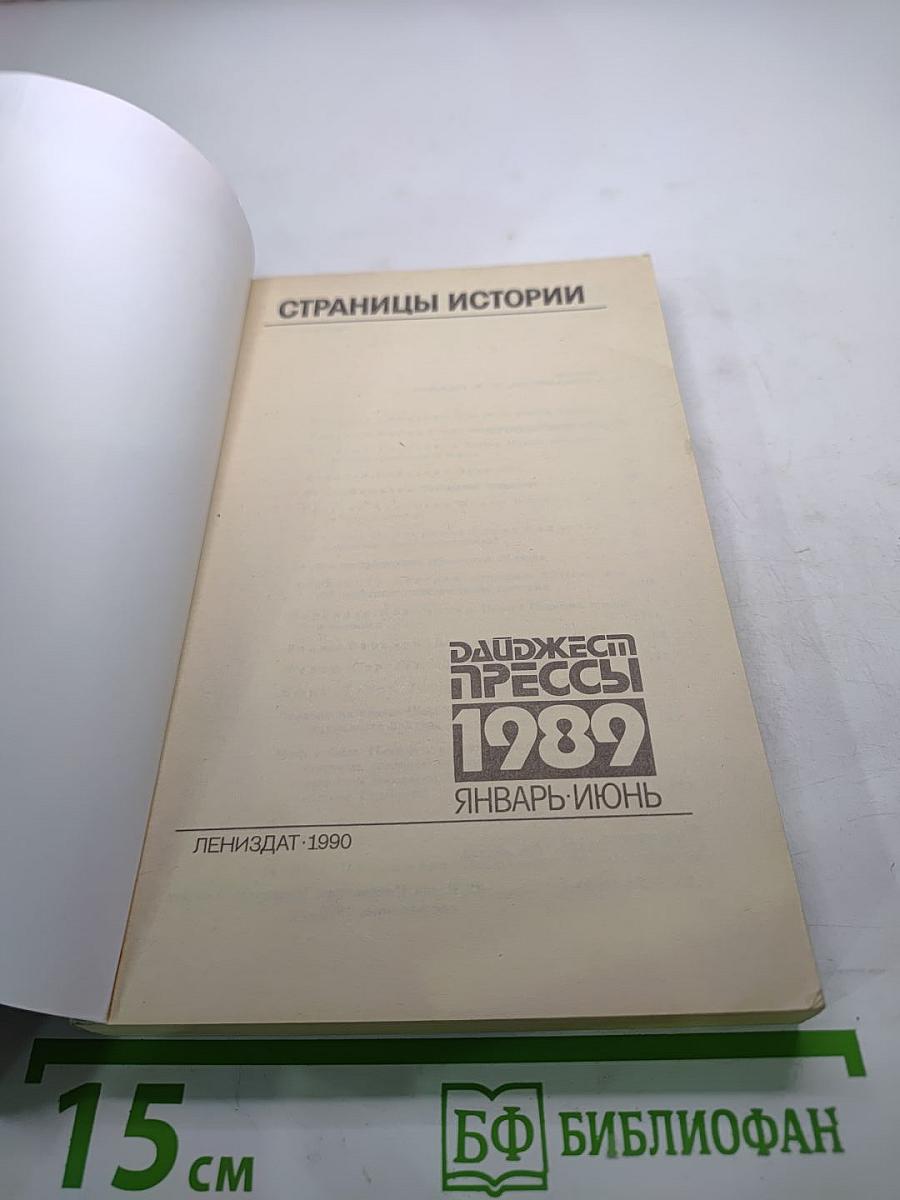 СТРАНИЦЫ ИСТОРИИ
ДАЙДЖЕСТ
ПРЕССЫ
1989
ЯНВАРЬ·ИЮНЬ
ЛЕНИЗДАТ·1990
15 см
БФ БИБЛИОФАН